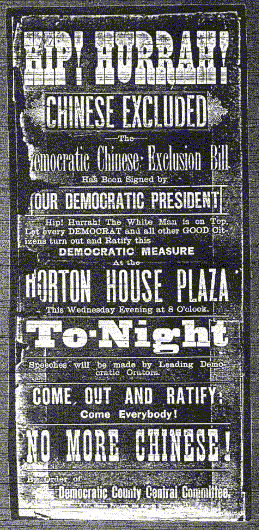 HIP! HURRAH!
CHINESE EXCLUDED
The
Democratic Chinese Exclusion Bill
Has Been Signed by
OUR DEMOCRATIC PRESIDENT
Hip! Hurrah! The White Man is on Top.
Let every DEMOCRAT and all other GOOD Cit-
izens turn out and Ratify this
DEMOCRATIC MEASURE
At the
HORTON HOUSE PLAZA
This Wednesday Evening at 8 O'clock.
To-Night
Speeches will be made by Leading Demo-
cratic Orators.
COME OUT AND RATIFY!
Come Everybody!
NO MORE CHINESE!
By Order of
Democratic County Central Committee.